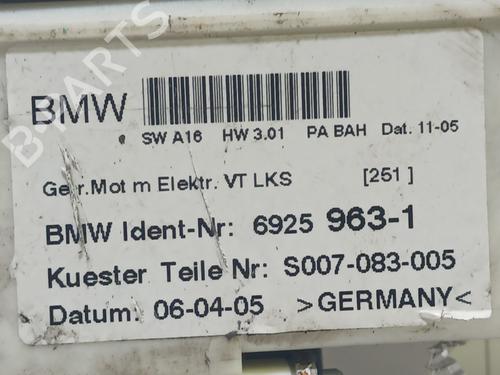 BMW
SW A16 HW 3.01 PA BAH Dat. 11-05
Getr.Mot m Elektr. VT LKS [251]
BMW Ident-Nr: 6925 963-1
Kuester Teile Nr: S007-083-005
Datum: 06-04-05 >GERMANY<
B-PARTS